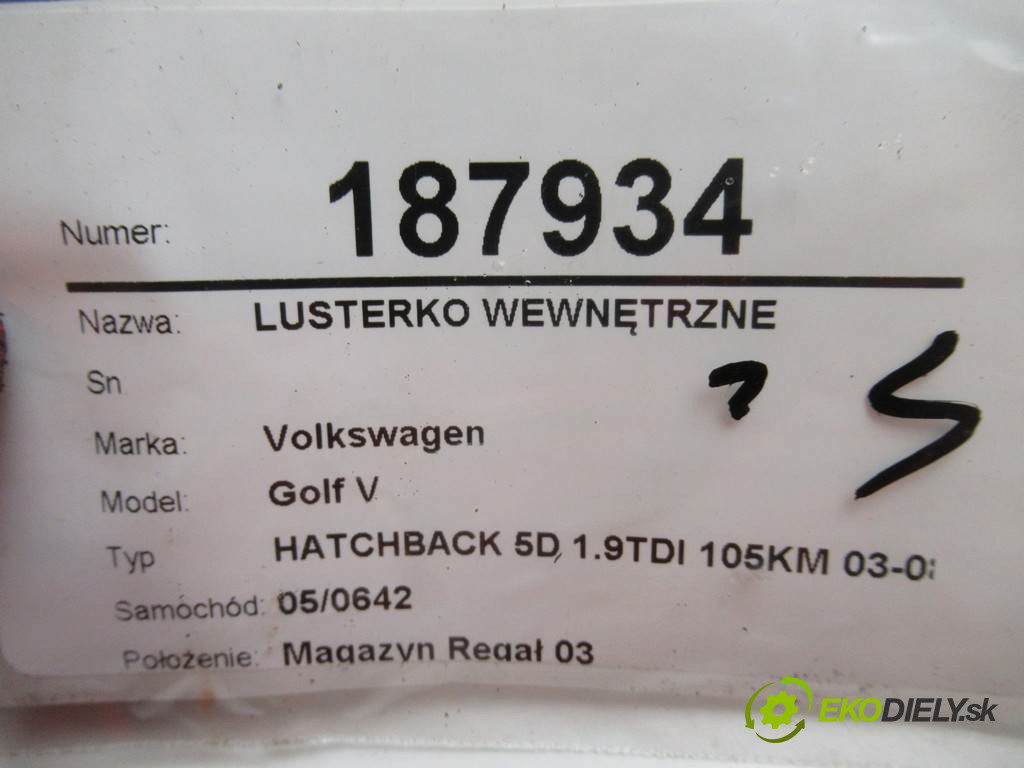 Numer: 187934
Nazwa: LUSTERKO WEWNĘTRZNE
Sn
Marka: Volkswagen
Model: Golf V
Typ HATCHBACK 5D, 1.9TDI 105KM 03-0
Samochód: 05/0642
Położenie: Magazyn Regał 03
EKODIELY.sk